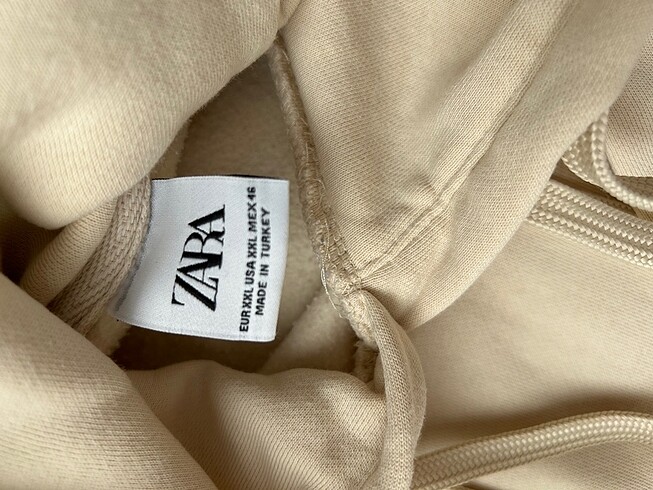 ZARA
EUR XXL USA XXL MEX 46
MADE IN TURKEY